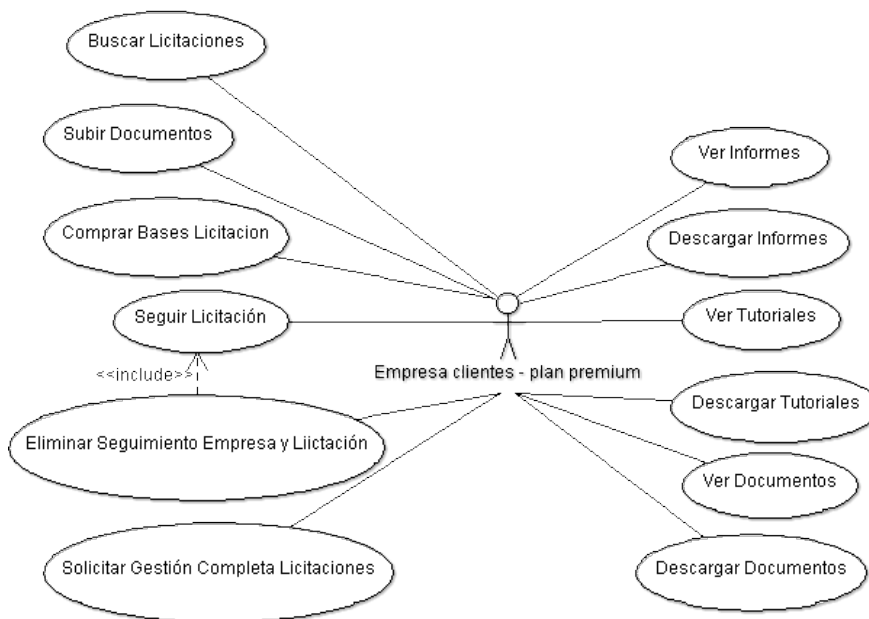 Buscar Licitaciones
Subir Documentos
Ver Informes
Comprar Bases Licitacion
Descargar Informes
Seguir Licitación
Ver Tutoriales
<<include>>
Empresa clientes - plan premium
Descargar Tutoriales
Eliminar Seguimiento Empresa y Liictación
Ver Documentos
Solicitar Gestión Completa Licitaciones
Descargar Documentos